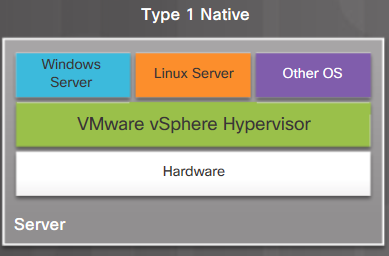 Type 1 Native
Windows
Server
Linux Server
Other OS
VMware vSphere Hypervisor
Hardware
Server